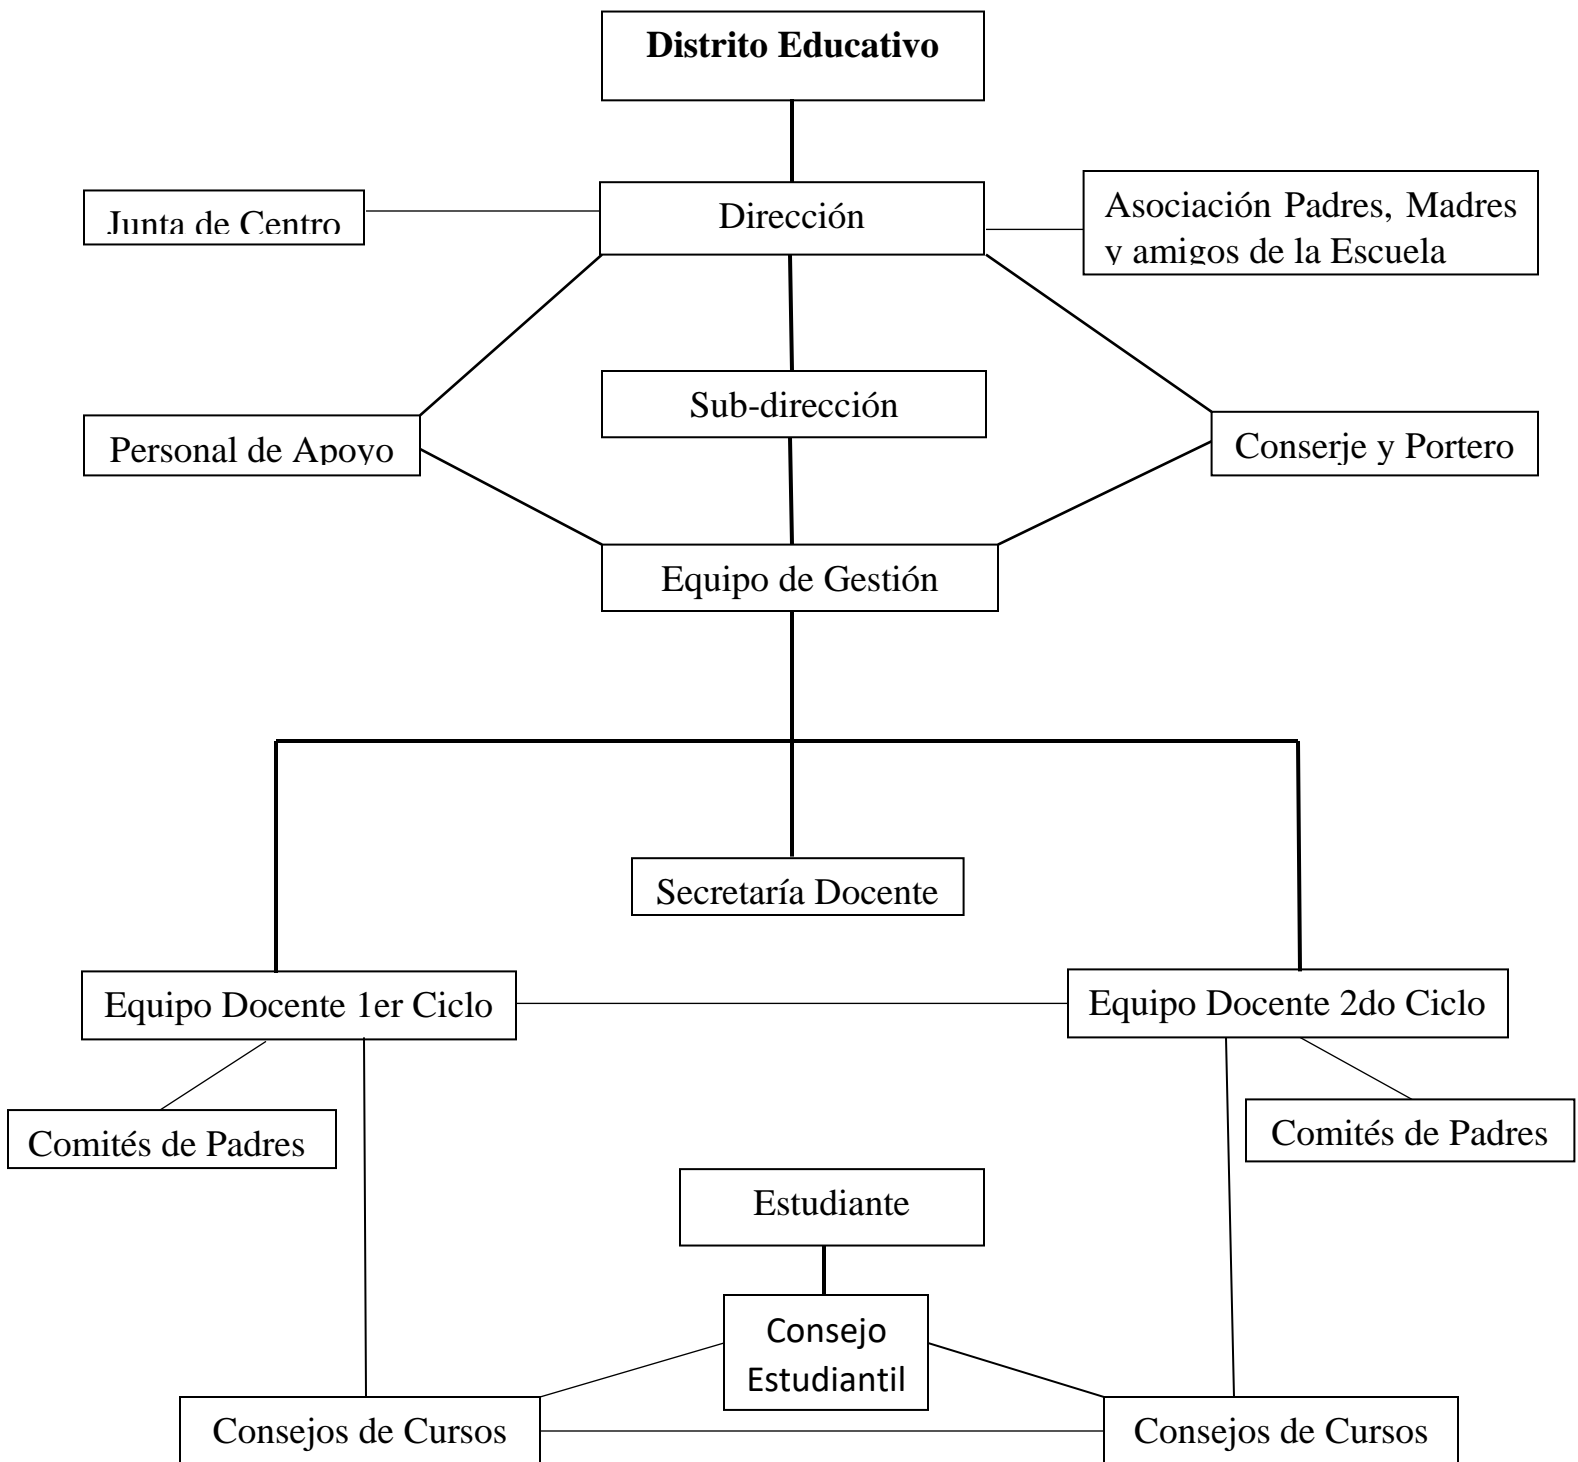 Distrito Educativo
Junta de Centro
Dirección
Asociación Padres, Madres
y amigos de la Escuela
Sub-dirección
Personal de Apoyo
Conserje y Portero
Equipo de Gestión
Secretaría Docente
Equipo Docente 1er Ciclo
Equipo Docente 2do Ciclo
Comités de Padres
Comités de Padres
Estudiante
Consejo
Estudiantil
Consejos de Cursos
Consejos de Cursos